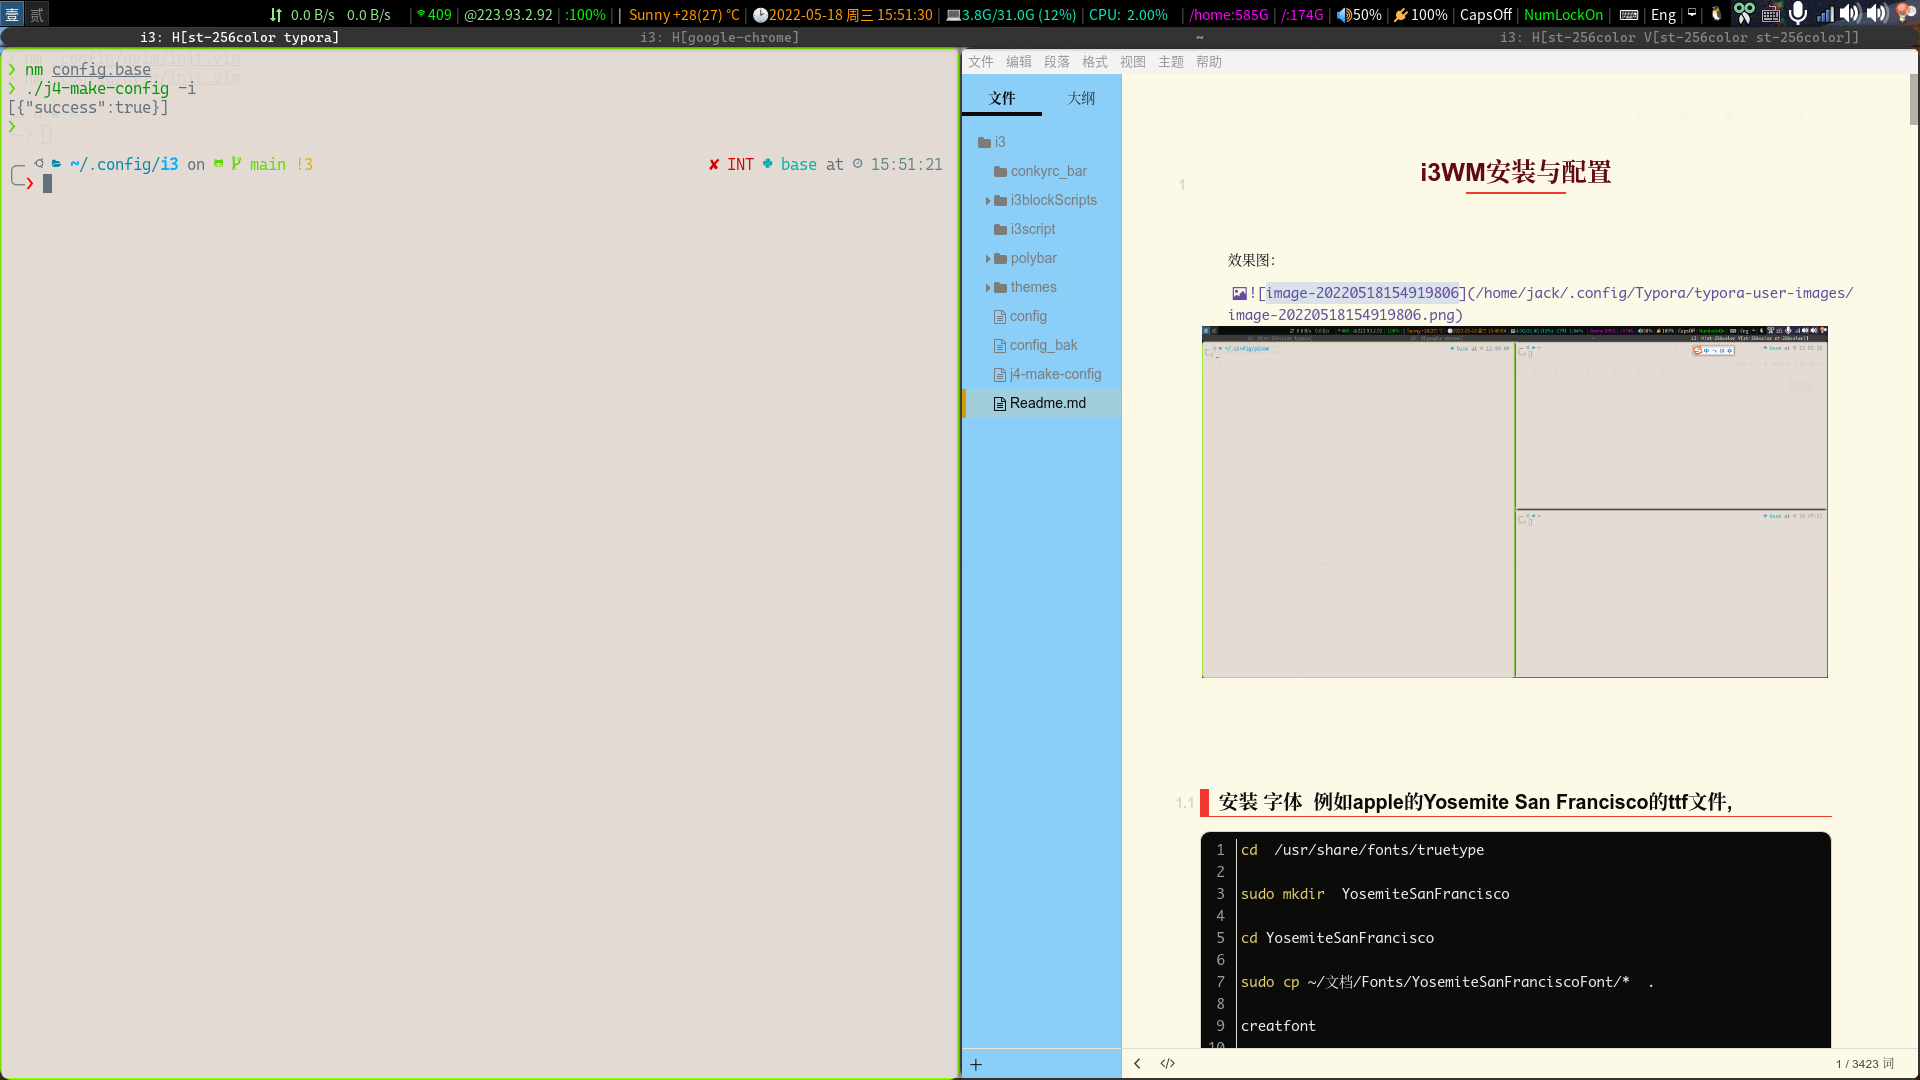 壹 贰 0.0 B/s 0.0 B/s | 409 | @223.93.2.92 | :100% | | Sunny +28(27) °C | 2022-05-18 周三 15:51:30 | 3.8G/31.0G (12%) | CPU: 2.00% | /home:585G | /:174G | 50% | 100% | CapsOff | NumLockOn | | Eng |
i3: H[st-256color typora] i3: H[google-chrome] ~ i3: H[st-256color V[st-256color st-256color]]
❯ nm config.base
❯ ./j4-make-config -i
[{"success":true}]
❯
~/.config/i3 on main !3 ✘ INT base at 15:51:21
❯
文件 编辑 段落 格式 视图 主题 帮助
文件 大纲
i3
conkyrc_bar
i3blockScripts
i3script
polybar
themes
config
config_bak
j4-make-config
Readme.md
1 i3WM安装与配置
效果图：
![image-20220518154919806](/home/jack/.config/Typora/typora-user-images/
image-20220518154919806.png)
1.1 安装 字体 例如apple的Yosemite San Francisco的ttf文件,
1 cd /usr/share/fonts/truetype
2
3 sudo mkdir YosemiteSanFrancisco
4
5 cd YosemiteSanFrancisco
6
7 sudo cp ~/文档/Fonts/YosemiteSanFranciscoFont/* .
8
9 creatfont
10
+ < </> 1 / 3423 词